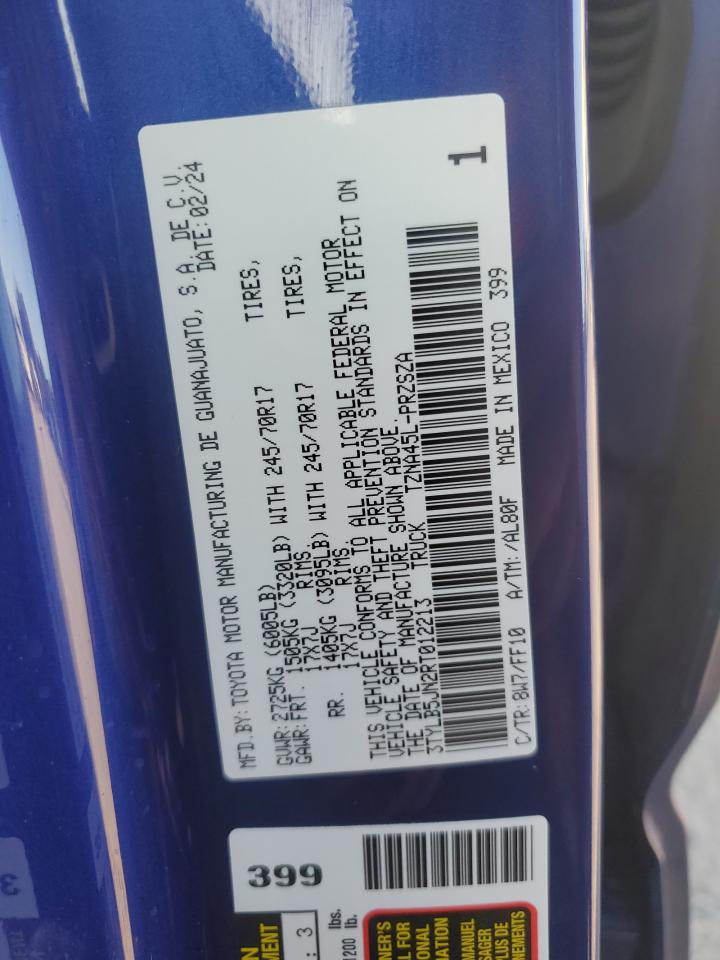 MFD. BY: TOYOTA MOTOR MANUFACTURING DE GUANAJUATO, S.A. DE C.V.
DATE: 02/24
GVWR: 2725KG (6005LB)
GAWR: FRT. 1505KG (3320LB) WITH 245/70R17 TIRES,
17X7J RIMS.
RR. 1405KG (3095LB) WITH 245/70R17 TIRES,
17X7J RIMS.
THIS VEHICLE CONFORMS TO ALL APPLICABLE FEDERAL MOTOR
VEHICLE SAFETY AND THEFT PREVENTION STANDARDS IN EFFECT ON
THE DATE OF MANUFACTURE SHOWN ABOVE.
3TYLB5JN2RT012213 TRUCK TZNA45L-PRZSZA
1
C/TR: 8W7/FF10 A/TM: /AL80F MADE IN MEXICO 399
399
: 3
lbs.
1200 lb.